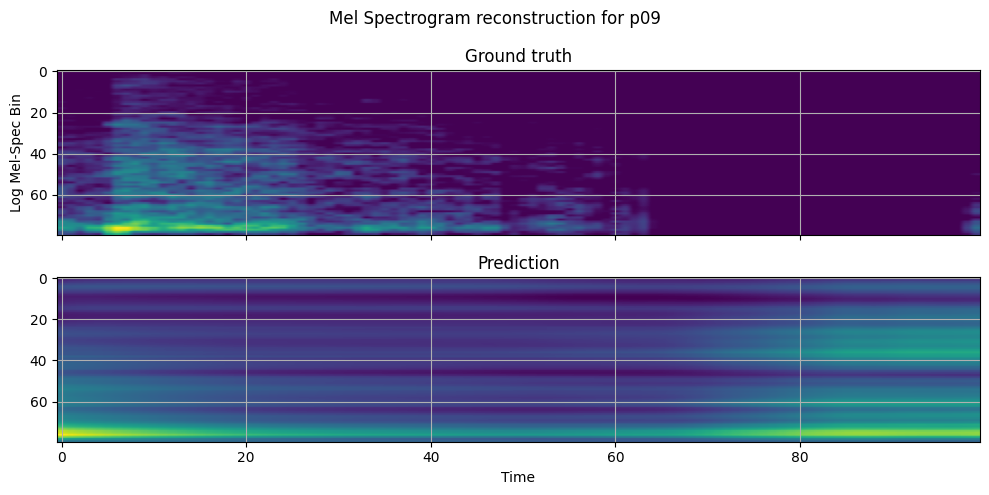 Mel Spectrogram reconstruction for p09
Ground truth
0
20
40
60
Log Mel-Spec Bin
Prediction
0
20
40
60
0 20 40 60 80
Time